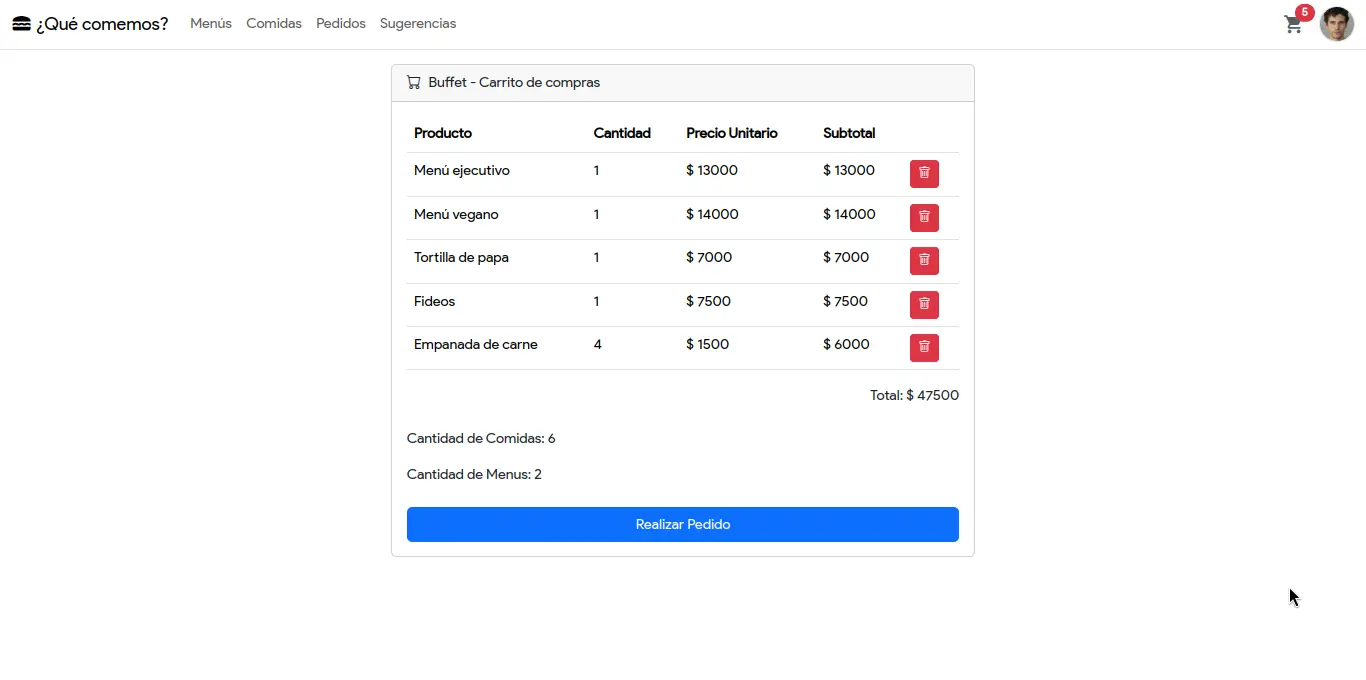 ¿Qué comemos? Menús Comidas Pedidos Sugerencias 5
Buffet - Carrito de compras
Producto Cantidad Precio Unitario Subtotal
Menú ejecutivo 1 $ 13000 $ 13000
Menú vegano 1 $ 14000 $ 14000
Tortilla de papa 1 $ 7000 $ 7000
Fideos 1 $ 7500 $ 7500
Empanada de carne 4 $ 1500 $ 6000
Total: $ 47500
Cantidad de Comidas: 6
Cantidad de Menus: 2
Realizar Pedido